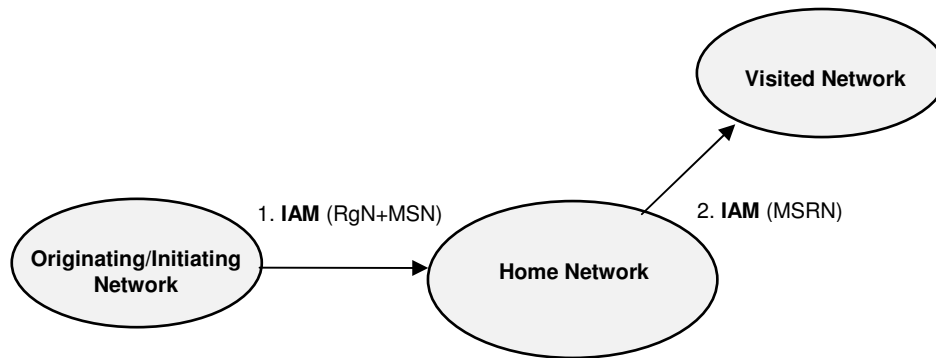 Visited Network
1. IAM (RgN+MSN)
2. IAM (MSRN)
Originating/Initiating
Network
Home Network